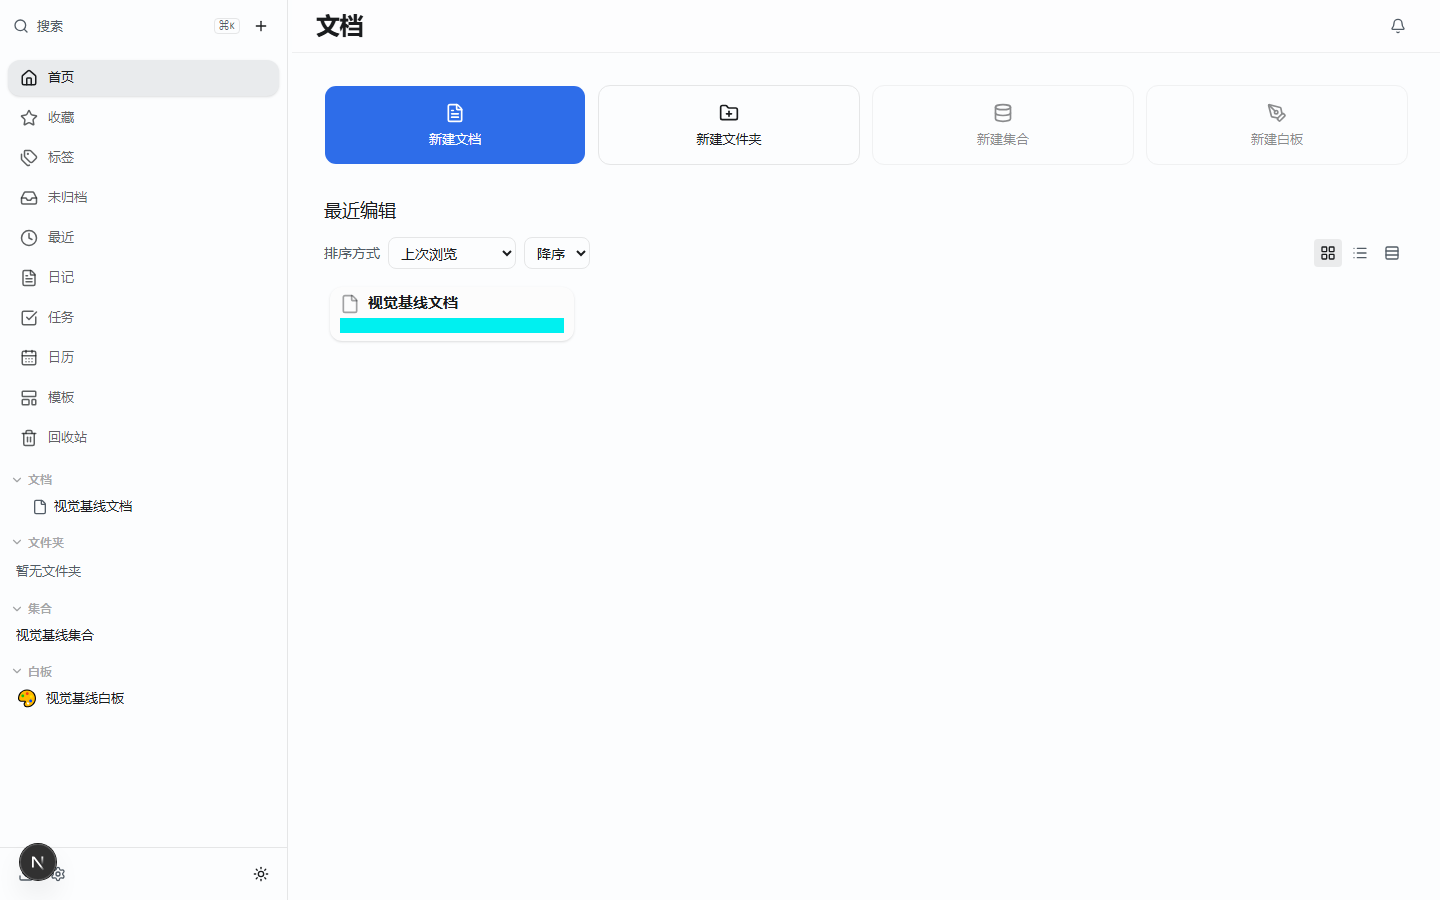 搜索
⌘K
首页
收藏
标签
未归档
最近
日记
任务
日历
模板
回收站
文档
视觉基线文档
文件夹
暂无文件夹
集合
视觉基线集合
白板
视觉基线白板
N
文档
新建文档
新建文件夹
新建集合
新建白板
最近编辑
排序方式
上次浏览
降序
视觉基线文档